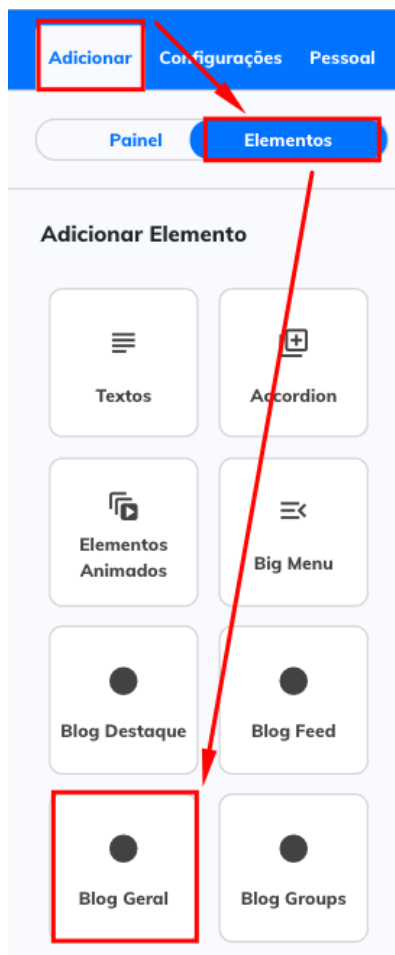 Adicionar Configurações Pessoal
Painel Elementos
Adicionar Elemento
Textos Accordion
Elementos
Animados
Big Menu
Blog Destaque Blog Feed
Blog Geral Blog Groups